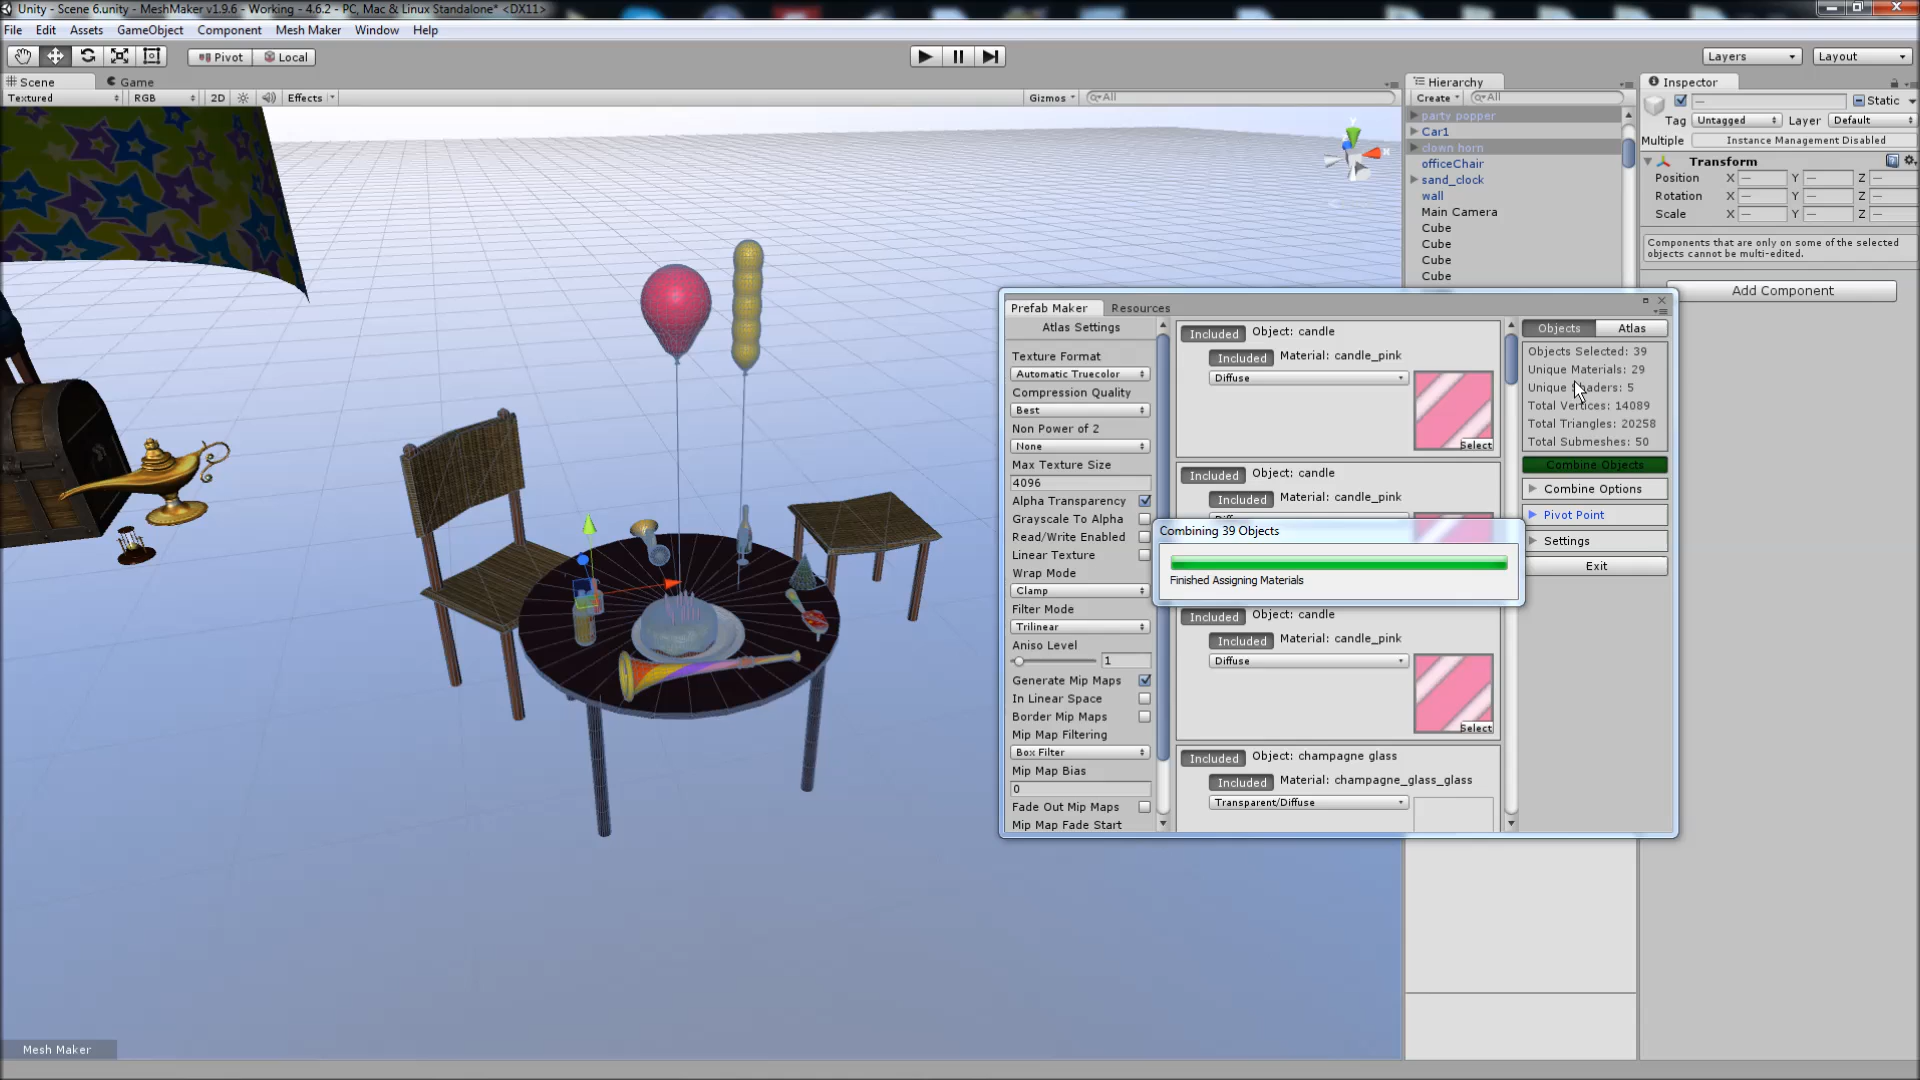 Unity - Scene 6.unity - MeshMaker v1.9.6 - Working - 4.6.2 - PC, Mac & Linux Standalone* <DX11>
File Edit Assets GameObject Component Mesh Maker Window Help
Pivot Local
Layers Layout
Scene Game
Textured RGB 2D Effects Gizmos All
Hierarchy
Create All
party popper
Car1
clown horn
officeChair
sand_clock
wall
Main Camera
Cube
Cube
Cube
Cube
Inspector
— Static
Tag Untagged Layer Default
Multiple Instance Management Disabled
Transform
Position X — Y — Z —
Rotation X — Y — Z —
Scale X — Y — Z —
Components that are only on some of the selected
objects cannot be multi-edited.
Add Component
Prefab Maker Resources
Atlas Settings
Texture Format
Automatic Truecolor
Compression Quality
Best
Non Power of 2
None
Max Texture Size
4096
Alpha Transparency
Grayscale To Alpha
Read/Write Enabled
Linear Texture
Wrap Mode
Clamp
Filter Mode
Trilinear
Aniso Level
1
Generate Mip Maps
In Linear Space
Border Mip Maps
Mip Map Filtering
Box Filter
Mip Map Bias
0
Fade Out Mip Maps
Mip Map Fade Start
Included Object: candle
Included Material: candle_pink
Diffuse
Select
Included Object: candle
Included Material: candle_pink
Combining 39 Objects
Finished Assigning Materials
Included Object: candle
Included Material: candle_pink
Diffuse
Select
Included Object: champagne glass
Included Material: champagne_glass_glass
Transparent/Diffuse
Objects Atlas
Objects Selected: 39
Unique Materials: 29
Unique Shaders: 5
Total Vertices: 14089
Total Triangles: 20258
Total Submeshes: 50
Combine Objects
Combine Options
Pivot Point
Settings
Exit
Mesh Maker